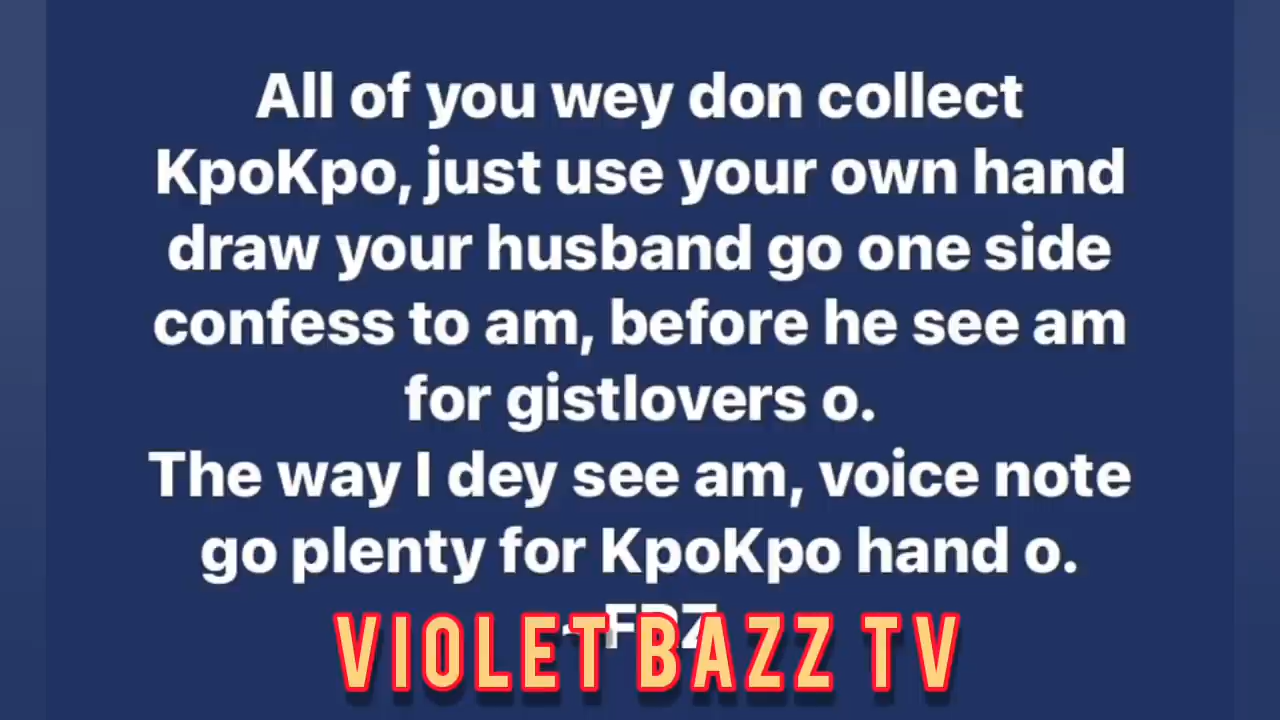 All of you wey don collect
KpoKpo, just use your own hand
draw your husband go one side
confess to am, before he see am
for gistlovers o.
The way I dey see am, voice note
go plenty for KpoKpo hand o.
VIOLET BAZZ TV